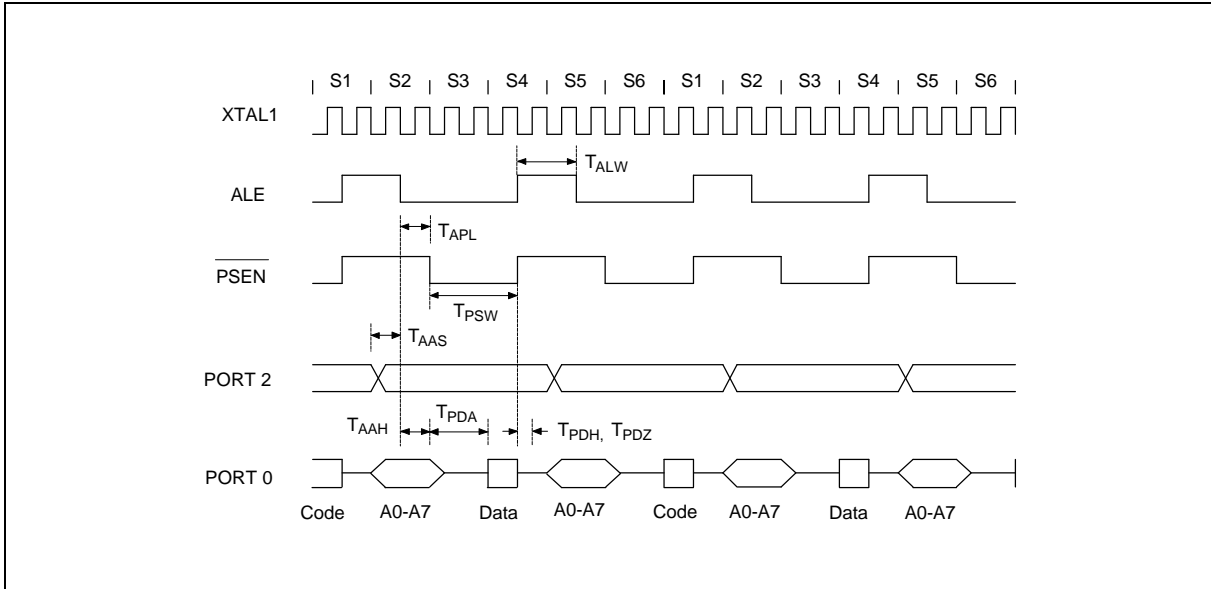 S1 S2 S3 S4 S5 S6 S1 S2 S3 S4 S5 S6
XTAL1
TALW
ALE
TAPL
PSEN
TPSW
TAAS
PORT 2
TAAH TPDA TPDH, TPDZ
PORT 0
Code A0-A7 Data A0-A7 Code A0-A7 Data A0-A7